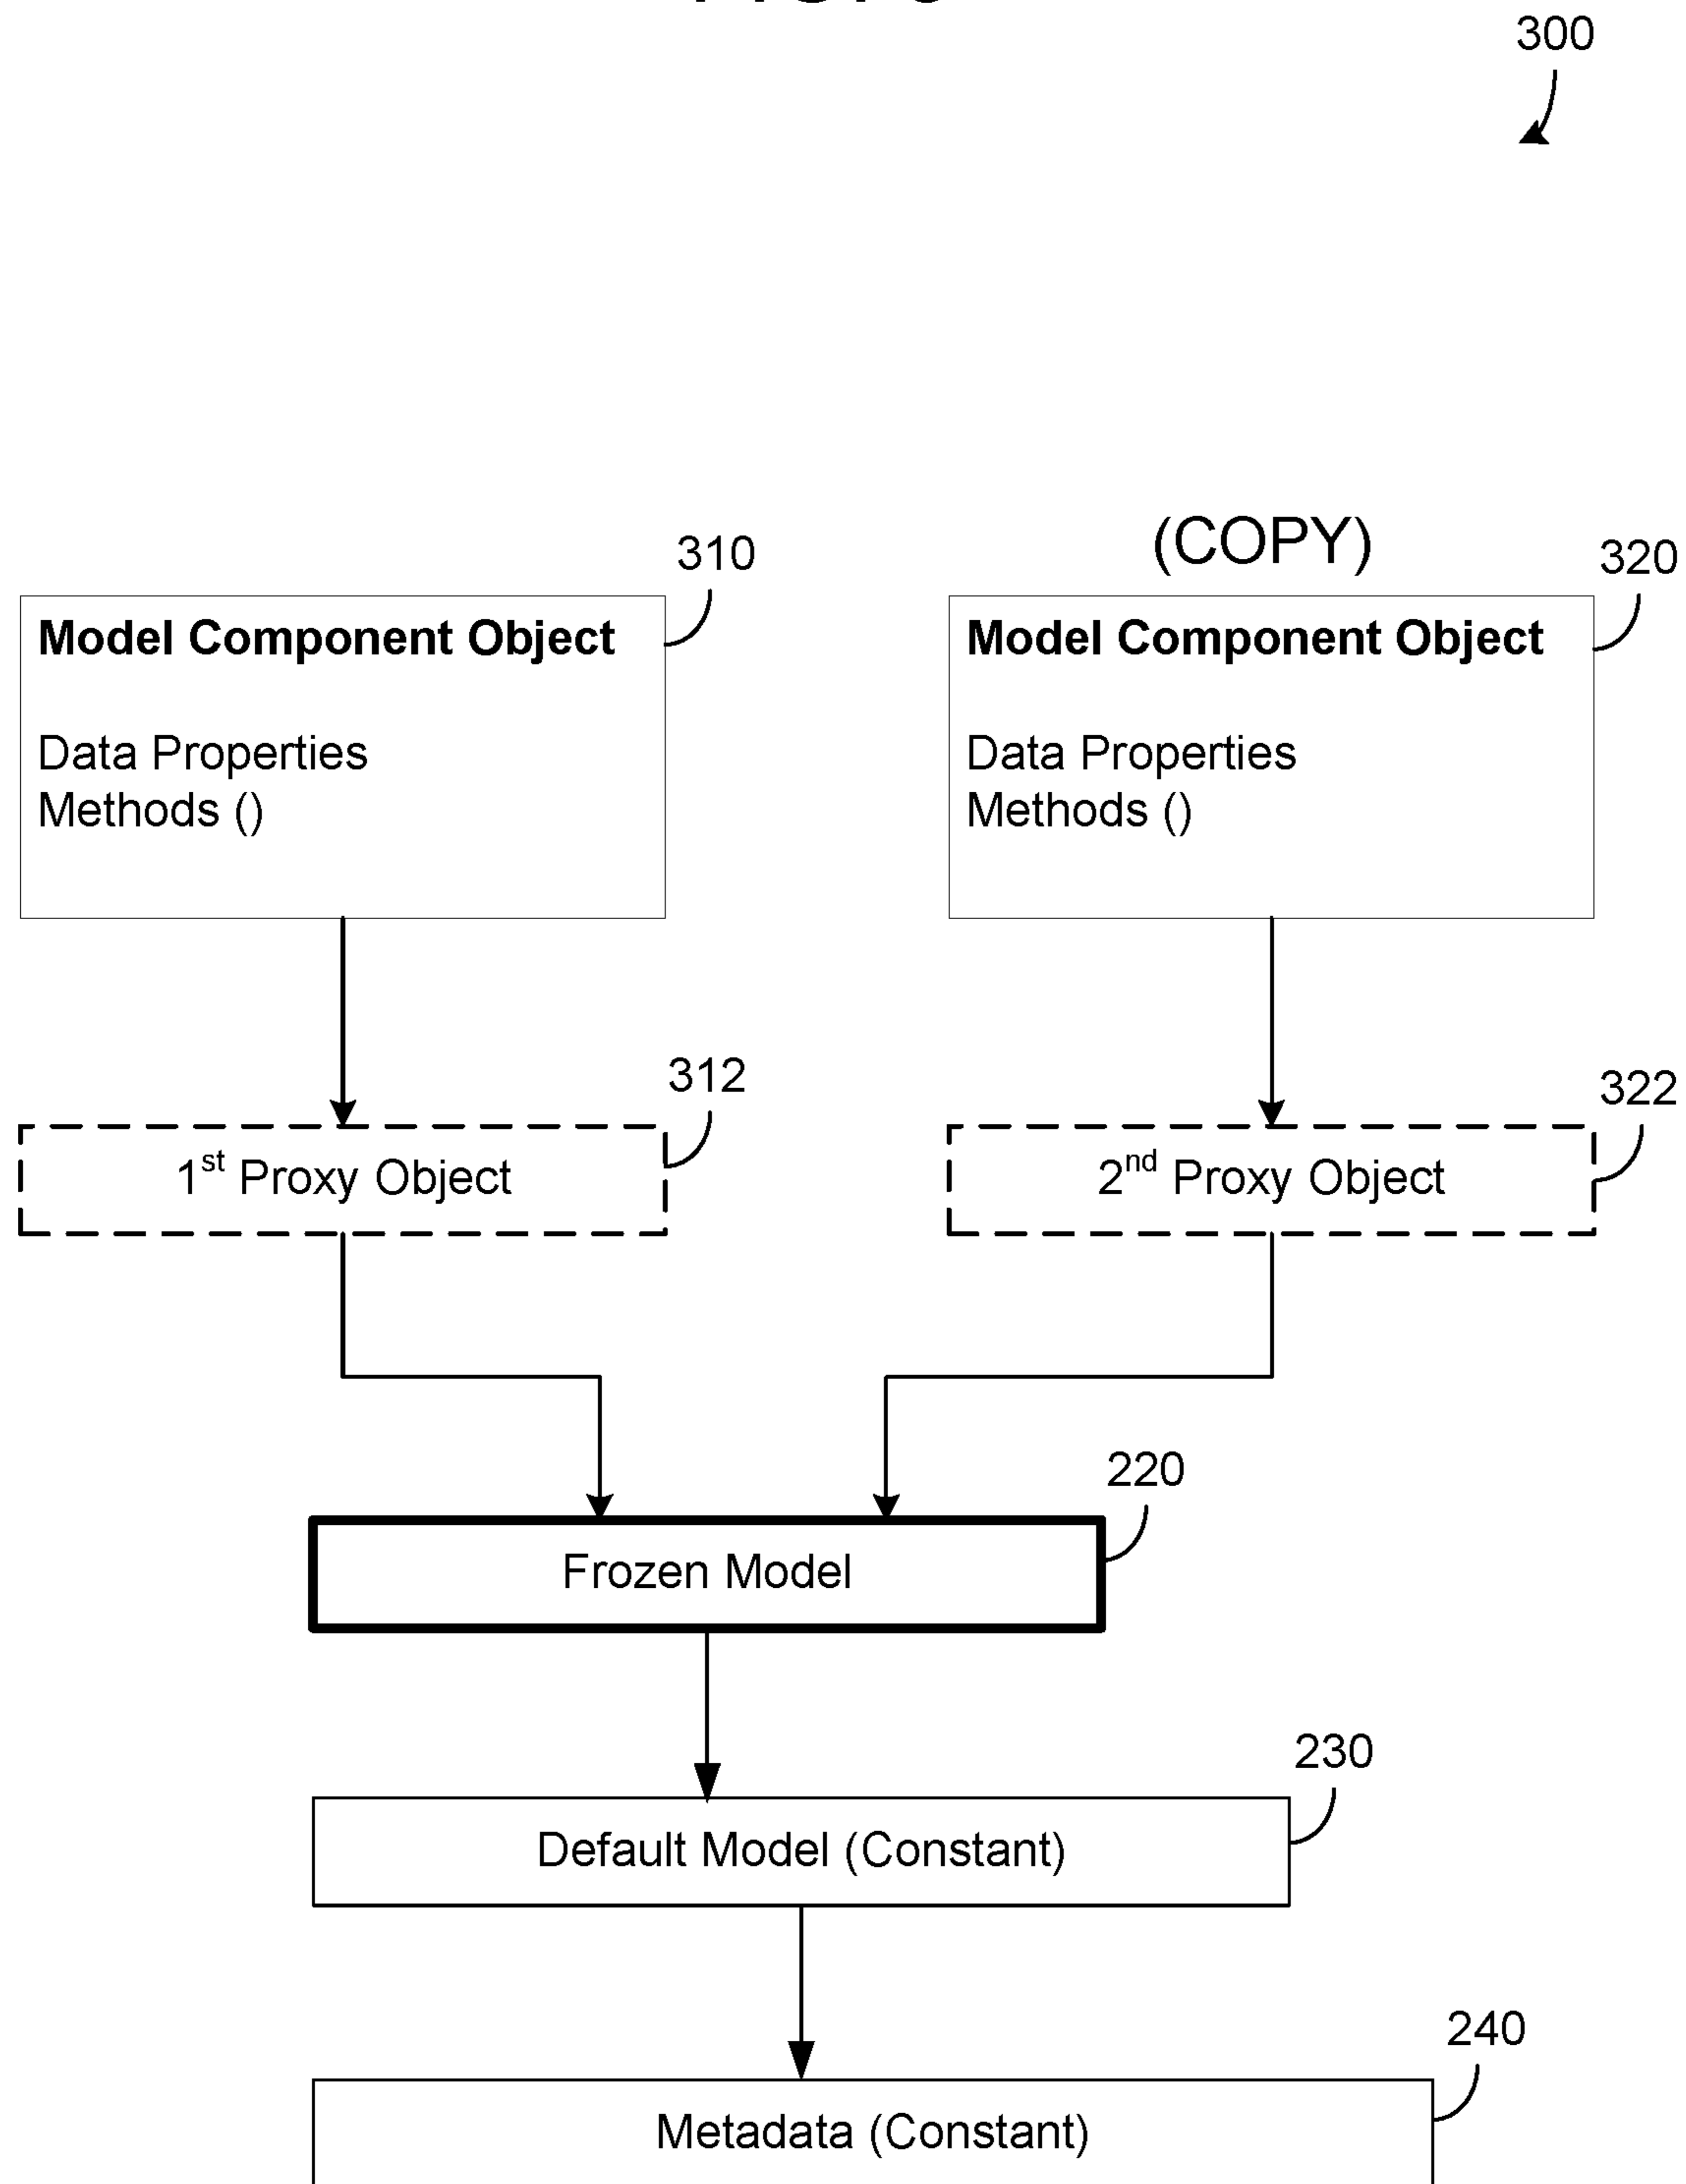 300
310
(COPY)
320
Model Component Object
Data Properties
Methods ()
Model Component Object
Data Properties
Methods ()
312
322
1st Proxy Object
2nd Proxy Object
220
Frozen Model
230
Default Model (Constant)
240
Metadata (Constant)